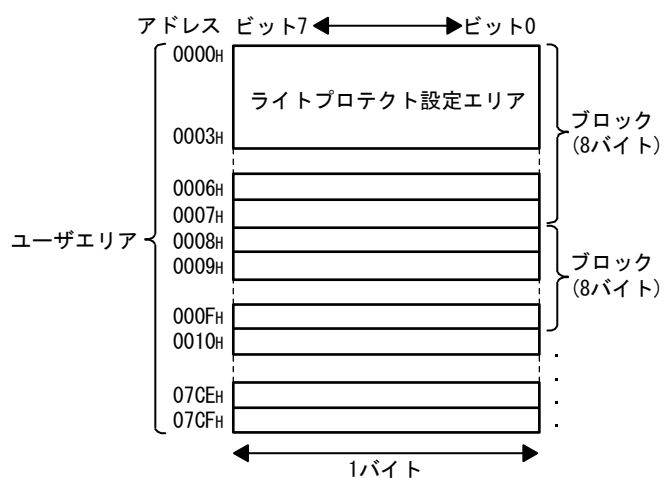 アドレス ビット7 ビット0
0000H
ライトプロテクト設定エリア
0003H
ブロック
(8バイト)
0006H
0007H
ユーザエリア
0008H
0009H
ブロック
(8バイト)
000FH
0010H
07CEH
07CFH
1バイト